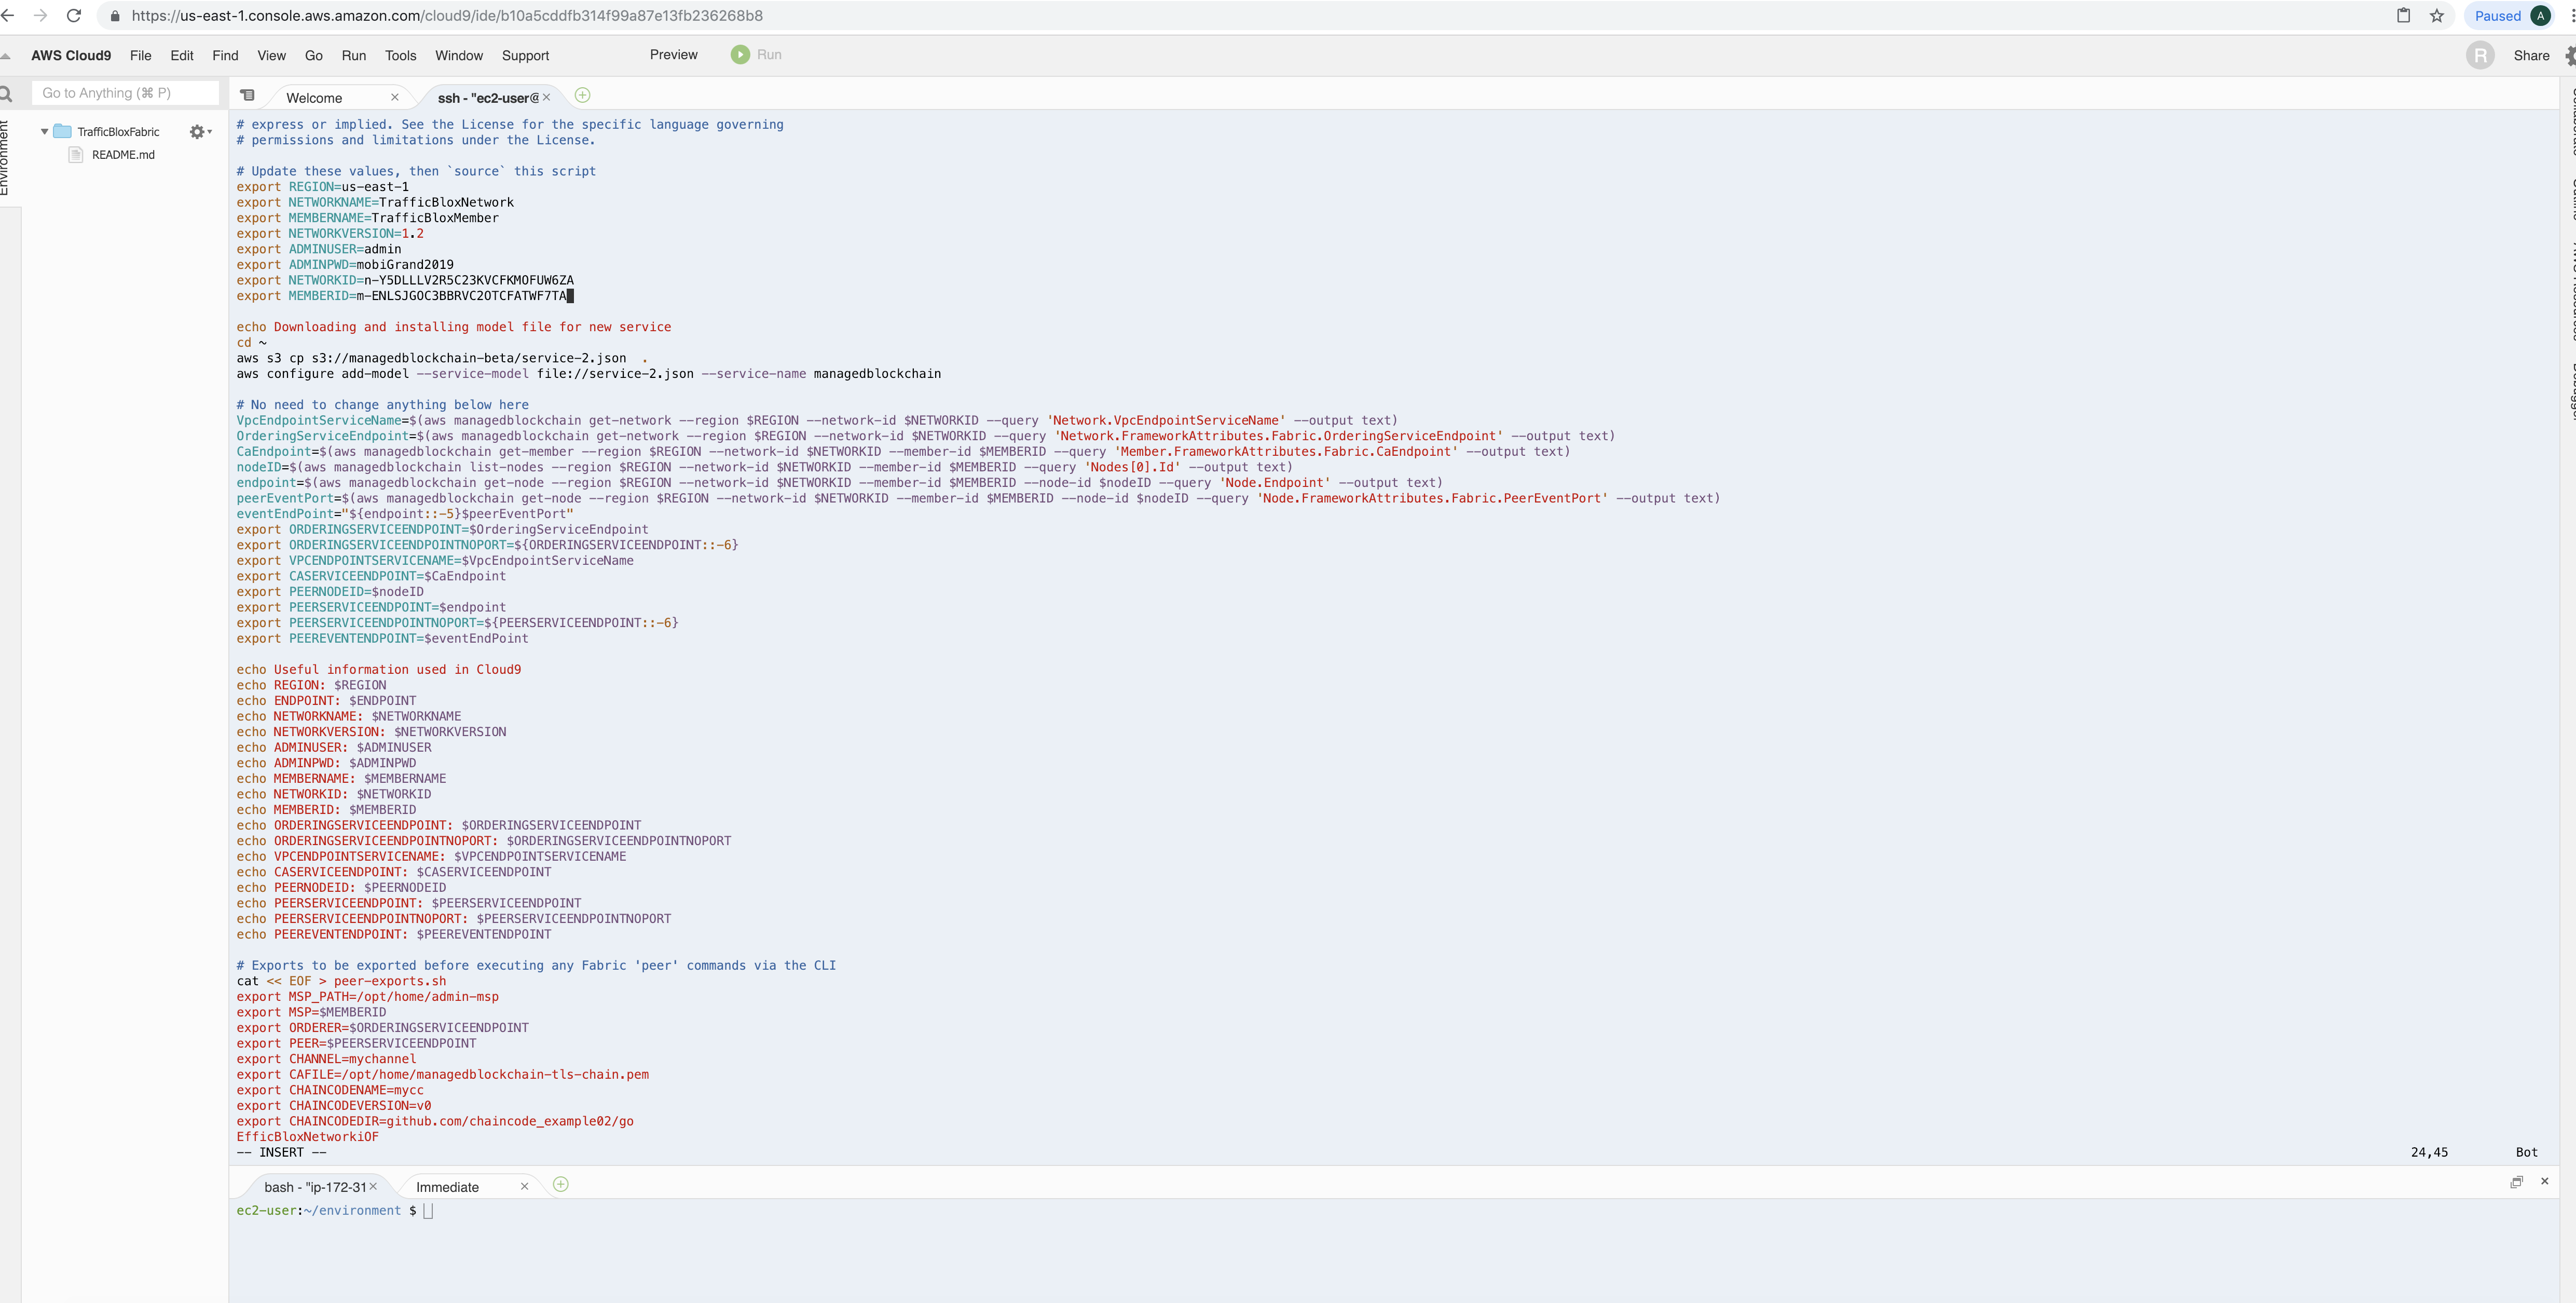 https://us-east-1.console.aws.amazon.com/cloud9/ide/b10a5cddfb314f99a87e13fb236268b8
Paused A
AWS Cloud9 File Edit Find View Go Run Tools Window Support Preview Run R Share
Go to Anything (⌘ P)
Welcome
ssh - "ec2-user@
Environment
TrafficBloxFabric
README.md
# express or implied. See the License for the specific language governing
# permissions and limitations under the License.
# Update these values, then `source` this script
export REGION=us-east-1
export NETWORKNAME=TrafficBloxNetwork
export MEMBERNAME=TrafficBloxMember
export NETWORKVERSION=1.2
export ADMINUSER=admin
export ADMINPWD=mobiGrand2019
export NETWORKID=n-Y5DLLLV2R5C23KVCFKMOFUW6ZA
export MEMBERID=m-ENLSJGOC3BBRVC2OTCFATWF7TA
echo Downloading and installing model file for new service
cd ~
aws s3 cp s3://managedblockchain-beta/service-2.json  .
aws configure add-model --service-model file://service-2.json --service-name managedblockchain
# No need to change anything below here
VpcEndpointServiceName=$(aws managedblockchain get-network --region $REGION --network-id $NETWORKID --query 'Network.VpcEndpointServiceName' --output text)
OrderingServiceEndpoint=$(aws managedblockchain get-network --region $REGION --network-id $NETWORKID --query 'Network.FrameworkAttributes.Fabric.OrderingServiceEndpoint' --output text)
CaEndpoint=$(aws managedblockchain get-member --region $REGION --network-id $NETWORKID --member-id $MEMBERID --query 'Member.FrameworkAttributes.Fabric.CaEndpoint' --output text)
nodeID=$(aws managedblockchain list-nodes --region $REGION --network-id $NETWORKID --member-id $MEMBERID --query 'Nodes[0].Id' --output text)
endpoint=$(aws managedblockchain get-node --region $REGION --network-id $NETWORKID --member-id $MEMBERID --node-id $nodeID --query 'Node.Endpoint' --output text)
peerEventPort=$(aws managedblockchain get-node --region $REGION --network-id $NETWORKID --member-id $MEMBERID --node-id $nodeID --query 'Node.FrameworkAttributes.Fabric.PeerEventPort' --output text)
eventEndPoint="${endpoint::-5}$peerEventPort"
export ORDERINGSERVICEENDPOINT=$OrderingServiceEndpoint
export ORDERINGSERVICEENDPOINTNOPORT=${ORDERINGSERVICEENDPOINT::-6}
export VPCENDPOINTSERVICENAME=$VpcEndpointServiceName
export CASERVICEENDPOINT=$CaEndpoint
export PEERNODEID=$nodeID
export PEERSERVICEENDPOINT=$endpoint
export PEERSERVICEENDPOINTNOPORT=${PEERSERVICEENDPOINT::-6}
export PEEREVENTENDPOINT=$eventEndPoint
echo Useful information used in Cloud9
echo REGION: $REGION
echo ENDPOINT: $ENDPOINT
echo NETWORKNAME: $NETWORKNAME
echo NETWORKVERSION: $NETWORKVERSION
echo ADMINUSER: $ADMINUSER
echo ADMINPWD: $ADMINPWD
echo MEMBERNAME: $MEMBERNAME
echo NETWORKID: $NETWORKID
echo MEMBERID: $MEMBERID
echo ORDERINGSERVICEENDPOINT: $ORDERINGSERVICEENDPOINT
echo ORDERINGSERVICEENDPOINTNOPORT: $ORDERINGSERVICEENDPOINTNOPORT
echo VPCENDPOINTSERVICENAME: $VPCENDPOINTSERVICENAME
echo CASERVICEENDPOINT: $CASERVICEENDPOINT
echo PEERNODEID: $PEERNODEID
echo PEERSERVICEENDPOINT: $PEERSERVICEENDPOINT
echo PEERSERVICEENDPOINTNOPORT: $PEERSERVICEENDPOINTNOPORT
echo PEEREVENTENDPOINT: $PEEREVENTENDPOINT
# Exports to be exported before executing any Fabric 'peer' commands via the CLI
cat << EOF > peer-exports.sh
export MSP_PATH=/opt/home/admin-msp
export MSP=$MEMBERID
export ORDERER=$ORDERINGSERVICEENDPOINT
export PEER=$PEERSERVICEENDPOINT
export CHANNEL=mychannel
export CAFILE=/opt/home/managedblockchain-tls-chain.pem
export CHAINCODENAME=mycc
export CHAINCODEVERSION=v0
export CHAINCODEDIR=github.com/chaincode_example02/go
EfficBloxNetworkiOF
-- INSERT -- 24,45 Bot
bash - "ip-172-31
Immediate
ec2-user:~/environment $